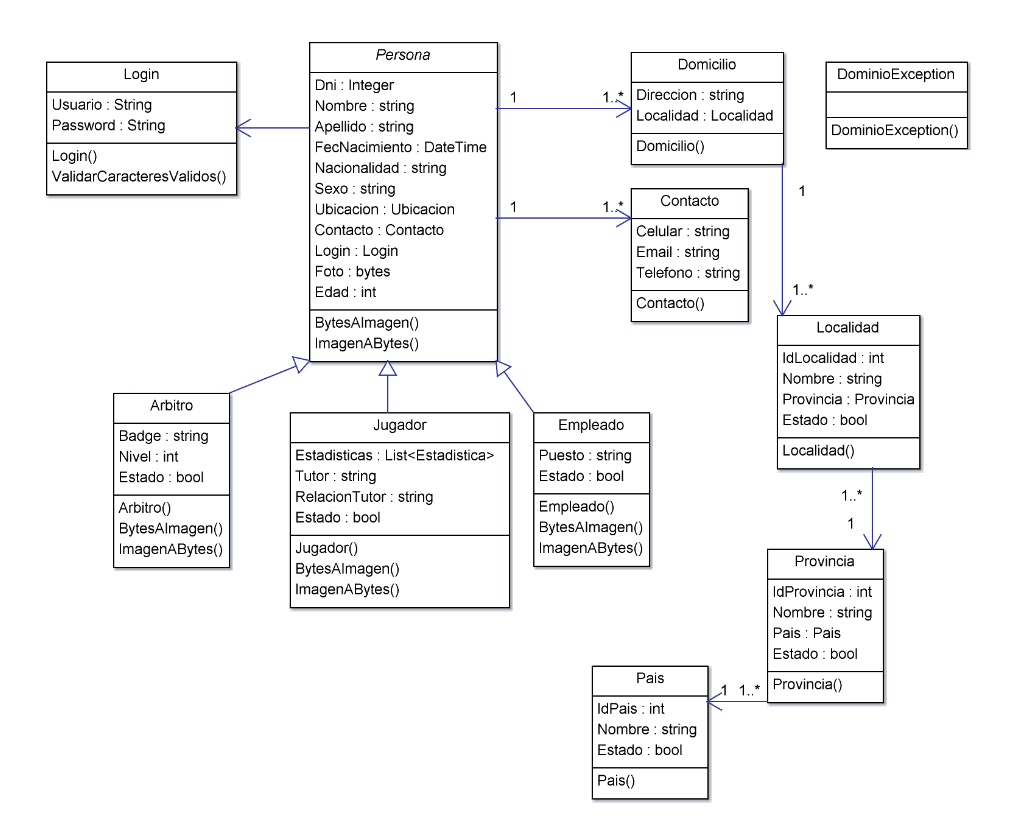 Login
Usuario : String
Password : String
Login()
ValidarCaracteresValidos()
Persona
Dni : Integer
Nombre : string
Apellido : string
FecNacimiento : DateTime
Nacionalidad : string
Sexo : string
Ubicacion : Ubicacion
Contacto : Contacto
Login : Login
Foto : bytes
Edad : int
BytesAImagen()
ImagenABytes()
1
1..*
Domicilio
Direccion : string
Localidad : Localidad
Domicilio()
DominioException
DominioException()
1
1..*
Contacto
Celular : string
Email : string
Telefono : string
Contacto()
1
1..*
Localidad
IdLocalidad : int
Nombre : string
Provincia : Provincia
Estado : bool
Localidad()
Arbitro
Badge : string
Nivel : int
Estado : bool
Arbitro()
BytesAImagen()
ImagenABytes()
Jugador
Estadisticas : List<Estadistica>
Tutor : string
RelacionTutor : string
Estado : bool
Jugador()
BytesAImagen()
ImagenABytes()
Empleado
Puesto : string
Estado : bool
Empleado()
BytesAImagen()
ImagenABytes()
1..*
1
Provincia
IdProvincia : int
Nombre : string
Pais : Pais
Estado : bool
Provincia()
1 1..*
Pais
IdPais : int
Nombre : string
Estado : bool
Pais()